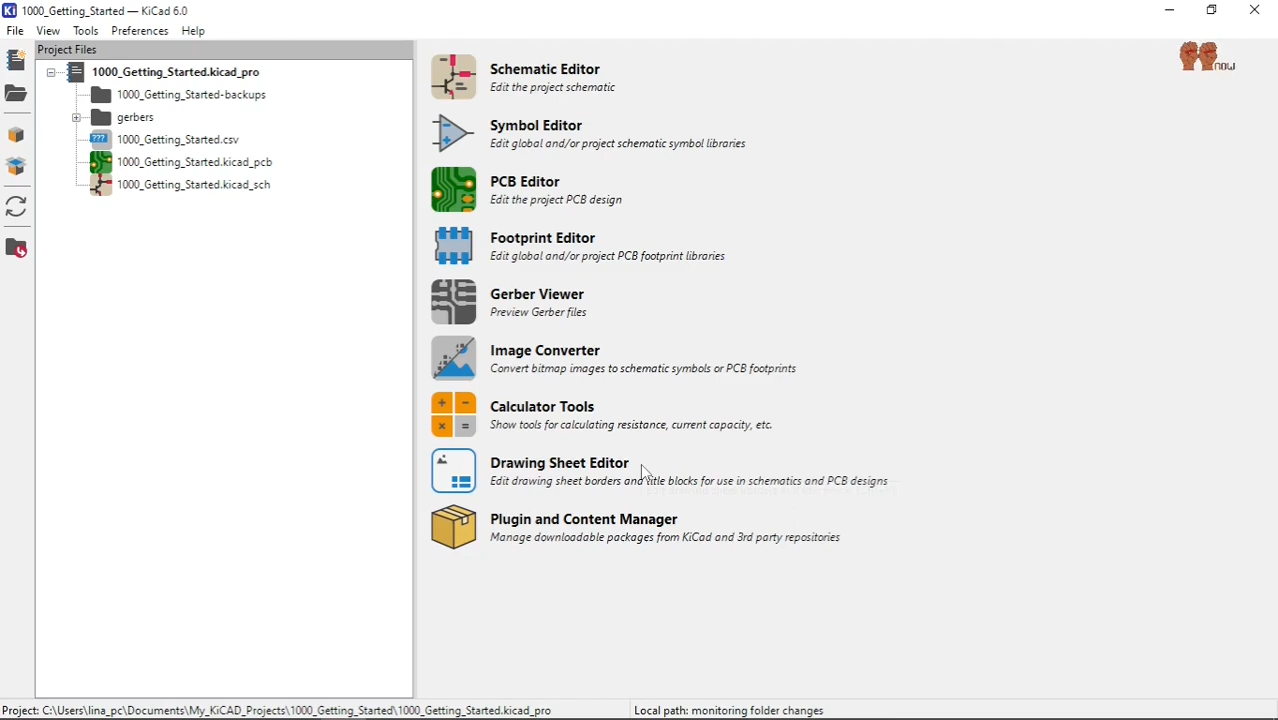 1000_Getting_Started — KiCad 6.0
File View Tools Preferences Help
Project Files
1000_Getting_Started.kicad_pro
1000_Getting_Started-backups
gerbers
1000_Getting_Started.csv
1000_Getting_Started.kicad_pcb
1000_Getting_Started.kicad_sch
Schematic Editor
Edit the project schematic
Symbol Editor
Edit global and/or project schematic symbol libraries
PCB Editor
Edit the project PCB design
Footprint Editor
Edit global and/or project PCB footprint libraries
Gerber Viewer
Preview Gerber files
Image Converter
Convert bitmap images to schematic symbols or PCB footprints
Calculator Tools
Show tools for calculating resistance, current capacity, etc.
Drawing Sheet Editor
Edit drawing sheet borders and title blocks for use in schematics and PCB designs
Plugin and Content Manager
Manage downloadable packages from KiCad and 3rd party repositories
now
Project: C:\Users\lina_pc\Documents\My_KiCAD_Projects\1000_Getting_Started\1000_Getting_Started.kicad_pro
Local path: monitoring folder changes